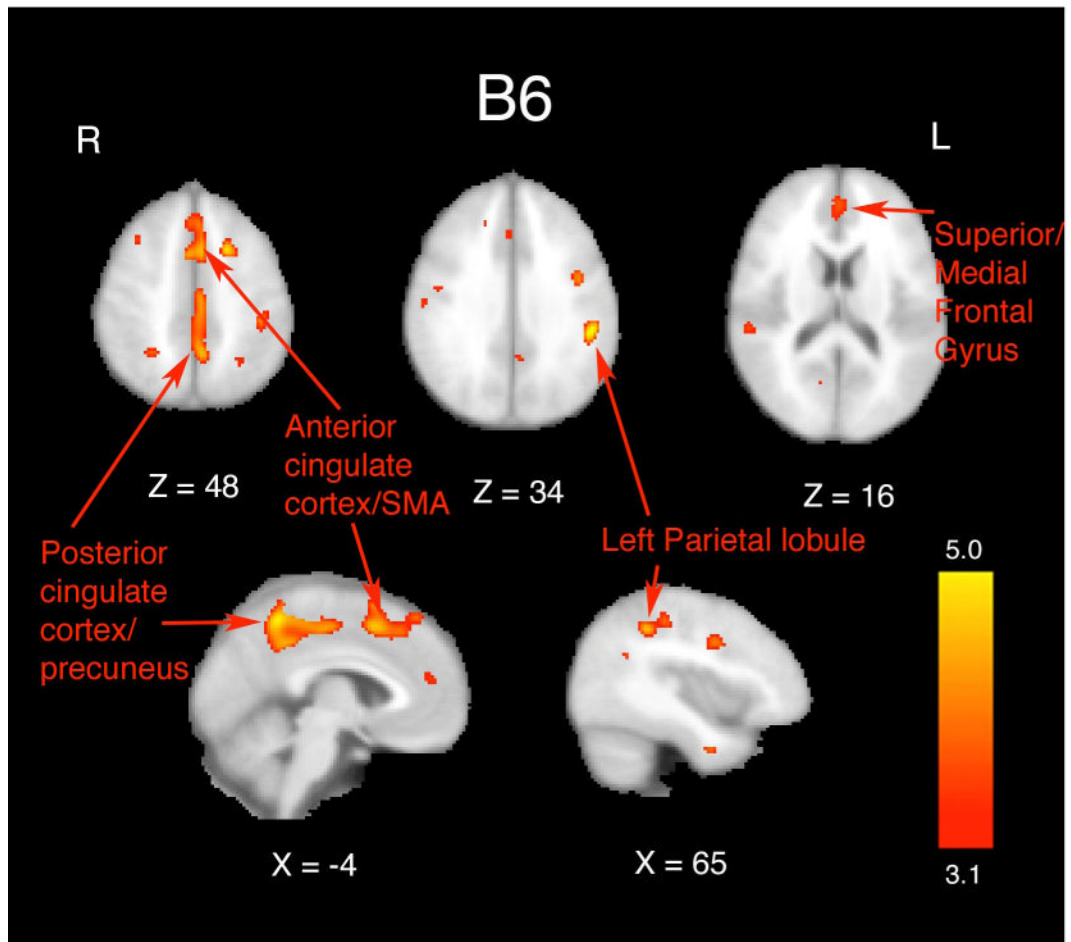 B6
R
L
Superior/
Medial
Frontal
Gyrus
Anterior
cingulate
cortex/SMA
Z = 48
Z = 34
Z = 16
Posterior
cingulate
cortex/
precuneus
Left Parietal lobule
5.0
3.1
X = -4
X = 65